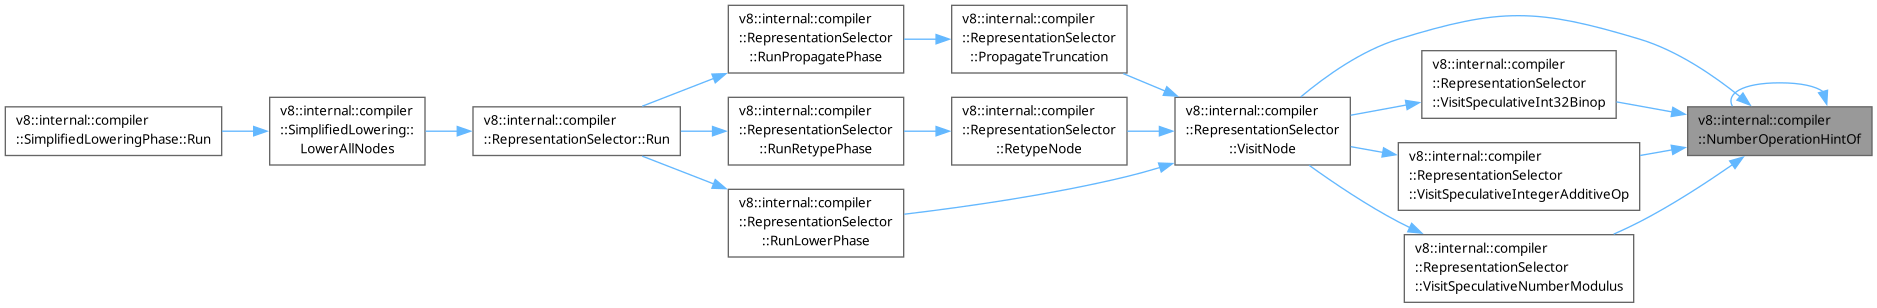 v8::internal::compiler
::SimplifiedLoweringPhase::Run
v8::internal::compiler
::SimplifiedLowering::
LowerAllNodes
v8::internal::compiler
::RepresentationSelector::Run
v8::internal::compiler
::RepresentationSelector
::RunPropagatePhase
v8::internal::compiler
::RepresentationSelector
::RunRetypePhase
v8::internal::compiler
::RepresentationSelector
::RunLowerPhase
v8::internal::compiler
::RepresentationSelector
::PropagateTruncation
v8::internal::compiler
::RepresentationSelector
::RetypeNode
v8::internal::compiler
::RepresentationSelector
::VisitNode
v8::internal::compiler
::RepresentationSelector
::VisitSpeculativeInt32Binop
v8::internal::compiler
::RepresentationSelector
::VisitSpeculativeIntegerAdditiveOp
v8::internal::compiler
::RepresentationSelector
::VisitSpeculativeNumberModulus
v8::internal::compiler
::NumberOperationHintOf